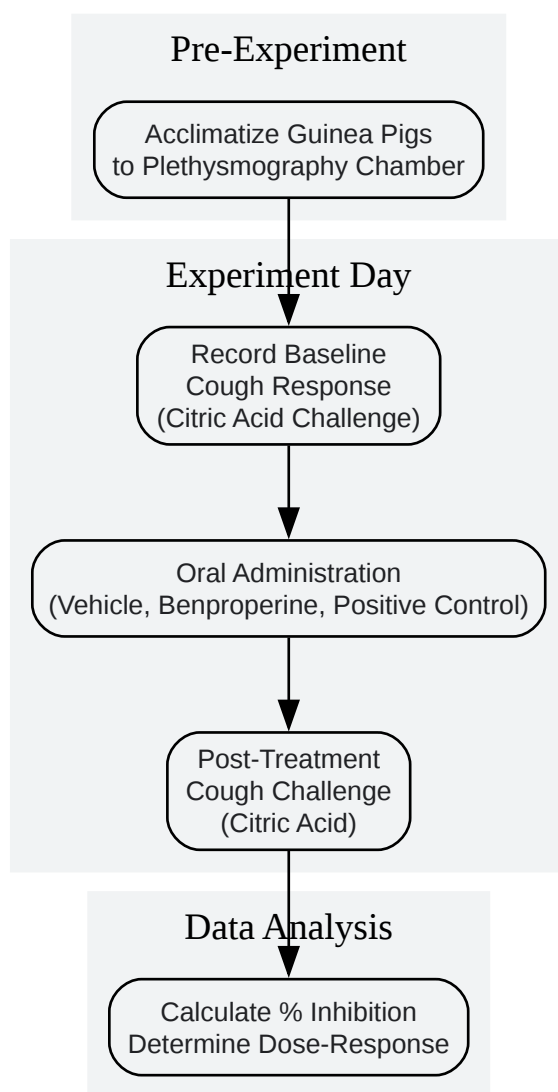 Pre-Experiment
Acclimatize Guinea Pigs
to Plethysmography Chamber
Experiment Day
Record Baseline
Cough Response
(Citric Acid Challenge)
Oral Administration
(Vehicle, Benproperine, Positive Control)
Post-Treatment
Cough Challenge
(Citric Acid)
Data Analysis
Calculate % Inhibition
Determine Dose-Response